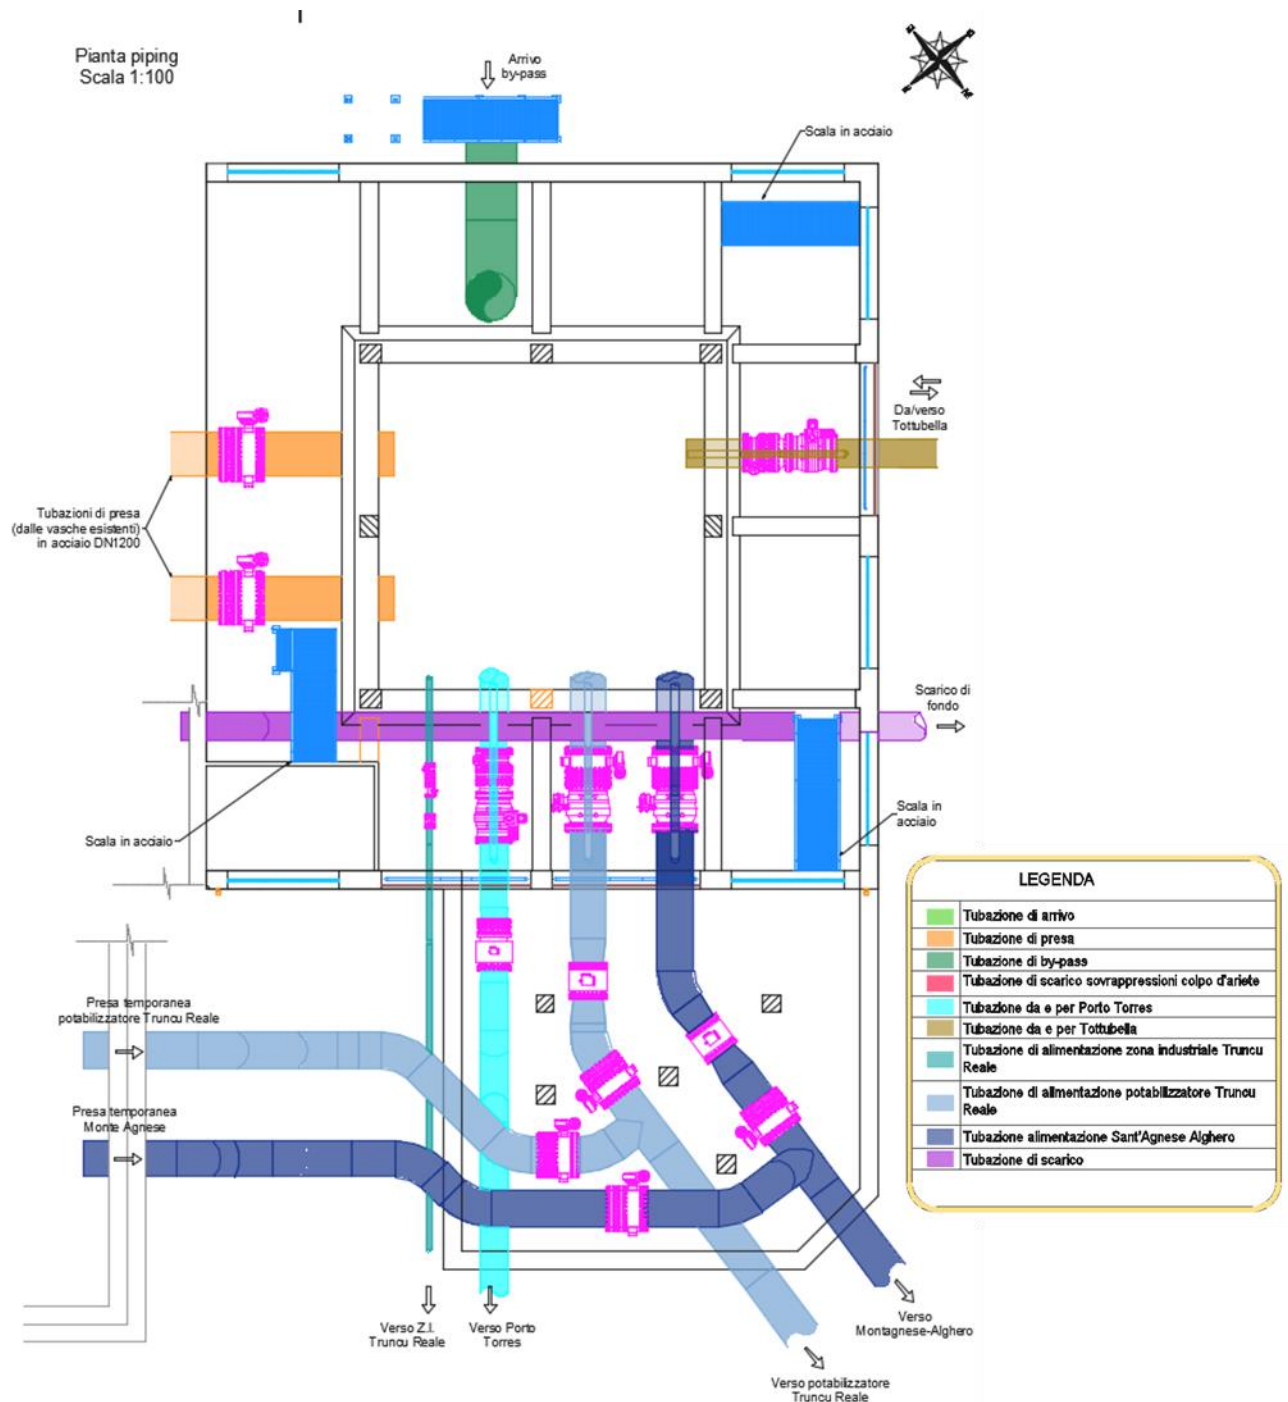 Pianta piping
Scala 1:100
Arrivo
by-pass
Scala in acciaio
Da/verso
Tottubella
Tubazioni di presa
(dalle vasche esistenti)
in acciaio DN1200
Scarico di
fondo
Scala in acciaio
Scala in
acciaio
LEGENDA
Tubazione di arrivo
Tubazione di presa
Tubazione di by-pass
Tubazione di scarico sovrappressioni colpo d'ariete
Tubazione da e per Porto Torres
Tubazione da e per Tottubella
Tubazione di alimentazione zona industriale Truncu
Reale
Tubazione di alimentazione potabilizzatore Truncu
Reale
Tubazione alimentazione Sant'Agnese Alghero
Tubazione di scarico
Presa temporanea
potabilizzatore Truncu Reale
Presa temporanea
Monte Agnese
Verso Z.I.
Truncu Reale
Verso Porto
Torres
Verso
Montagnese-Alghero
Verso potabilizzatore
Truncu Reale